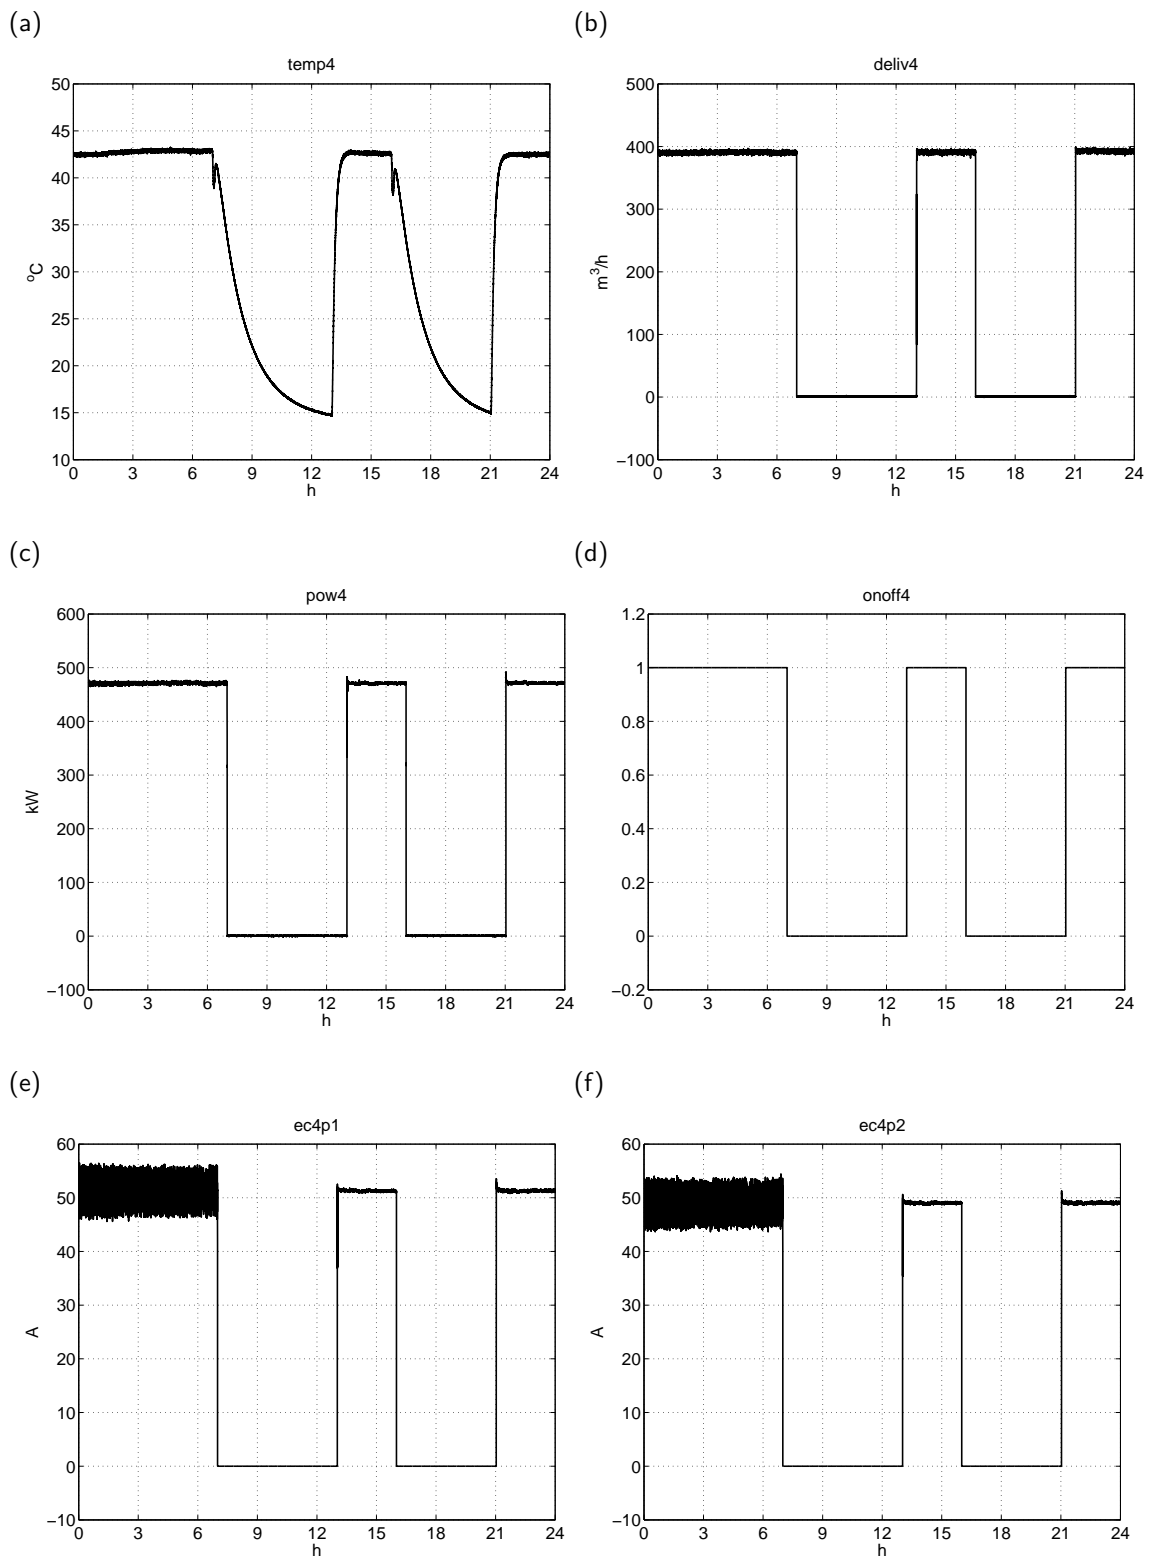 (a)
temp4
50
45
40
35
30
25
20
15
10
°C
0 3 6 9 12 15 18 21 24
h
(b)
deliv4
500
400
300
200
100
0
−100
m³/h
0 3 6 9 12 15 18 21 24
h
(c)
pow4
600
500
400
300
200
100
0
−100
kW
0 3 6 9 12 15 18 21 24
h
(d)
onoff4
1.2
1
0.8
0.6
0.4
0.2
0
−0.2
0 3 6 9 12 15 18 21 24
h
(e)
ec4p1
60
50
40
30
20
10
0
−10
A
0 3 6 9 12 15 18 21 24
h
(f)
ec4p2
60
50
40
30
20
10
0
−10
A
0 3 6 9 12 15 18 21 24
h